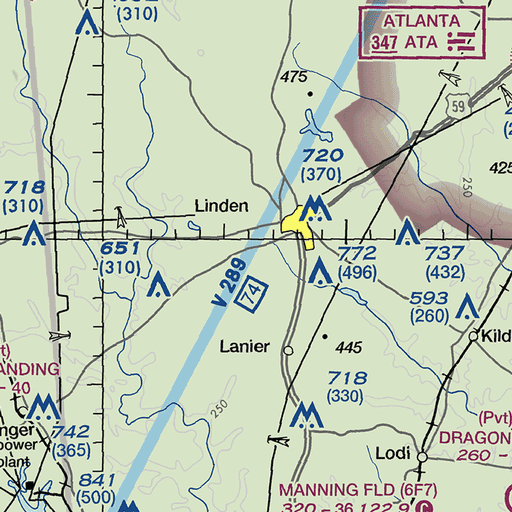 (310)
ATLANTA
347 ATA
475
59
720
(370)
425
250
718
(310)
Linden
651
(310)
772
(496)
737
(432)
V 289
74
593
(260)
Kild
Lanier
445
ANDING
- 40
718
(330)
250
(Pvt)
DRAGON
260 -
742
(365)
nger
power
plant
Lodi
841
(500)
MANNING FLD (6F7)
320 - 36 122.9 C